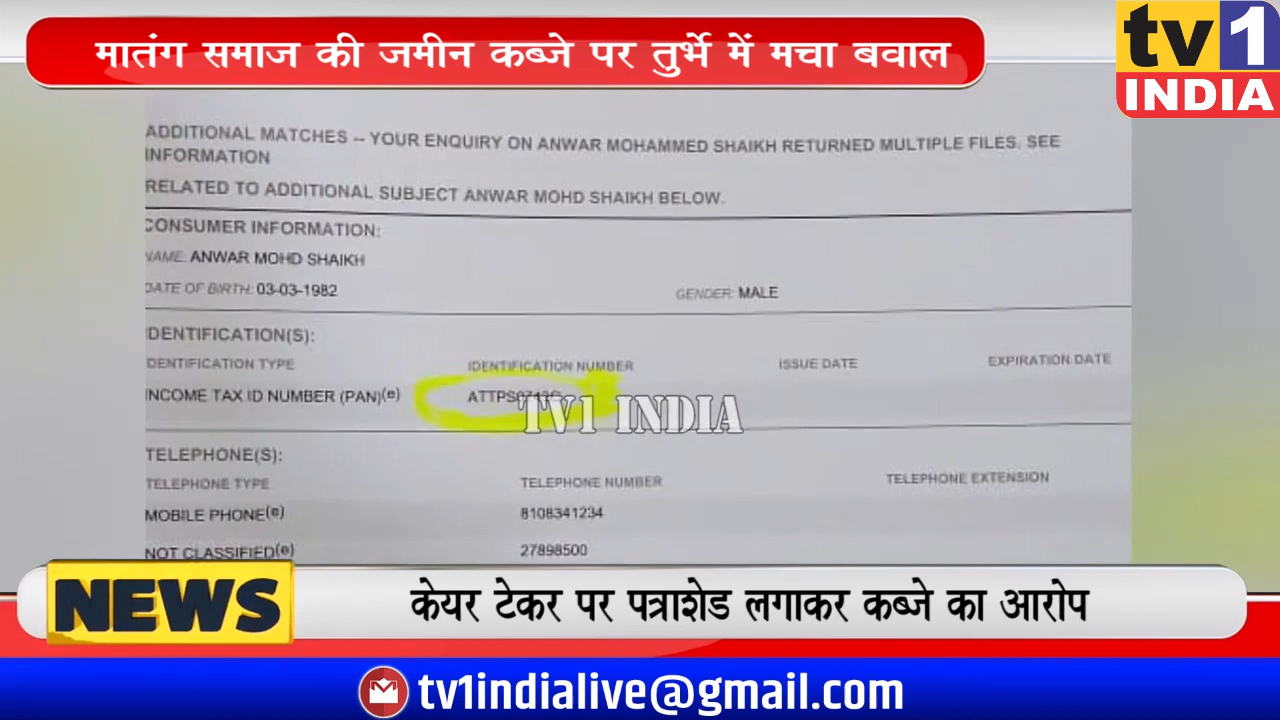 मातंग समाज की जमीन कब्जे पर तुर्भे में मचा बवाल
tv1
INDIA
ADDITIONAL MATCHES -- YOUR ENQUIRY ON ANWAR MOHAMMED SHAIKH RETURNED MULTIPLE FILES. SEE
INFORMATION
RELATED TO ADDITIONAL SUBJECT ANWAR MOHD SHAIKH BELOW.
CONSUMER INFORMATION:
NAME: ANWAR MOHD SHAIKH
DATE OF BIRTH: 03-03-1982 GENDER: MALE
IDENTIFICATION(S):
IDENTIFICATION TYPE IDENTIFICATION NUMBER ISSUE DATE EXPIRATION DATE
INCOME TAX ID NUMBER (PAN)(e)
TV1 INDIA
TELEPHONE(S):
TELEPHONE TYPE TELEPHONE NUMBER TELEPHONE EXTENSION
MOBILE PHONE(e) 8108341234
NOT CLASSIFIED(e) 27898500
NEWS
केयर टेकर पर पत्राशेड लगाकर कब्जे का आरोप
tv1indialive@gmail.com